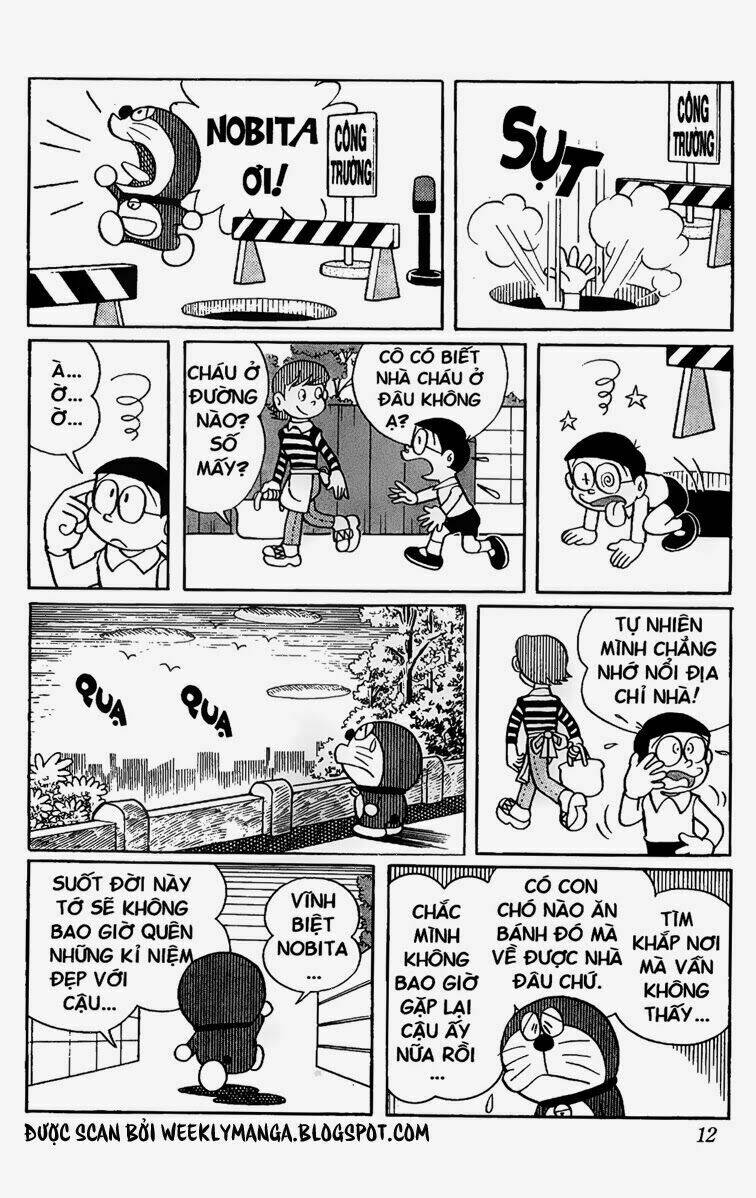 CÔNG
TRƯỜNG
SỤT
NOBITA
ƠI!
CÔNG
TRƯỜNG
CÔ CÓ BIẾT
NHÀ CHÁU Ở
ĐÂU KHÔNG
Ạ?
CHÁU Ở
ĐƯỜNG
NÀO?
SỐ
MẤY?
À...
Ờ...
Ờ...
TỰ NHIÊN
MÌNH CHẲNG
NHỚ NỔI ĐỊA
CHỈ NHÀ!
QUẠ
QUẠ
TÌM
KHẮP NƠI
MÀ VẪN
KHÔNG
THẤY...
CÓ CON
CHÓ NÀO ĂN
BÁNH ĐÓ MÀ
VỀ ĐƯỢC NHÀ
ĐÂU CHỨ.
CHẮC
MÌNH
KHÔNG
BAO GIỜ
GẶP LẠI
CẬU ẤY
NỮA RỒI
...
VĨNH
BIỆT
NOBITA
...
SUỐT ĐỜI NÀY
TỚ SẼ KHÔNG
BAO GIỜ QUÊN
NHỮNG KỈ NIỆM
ĐẸP VỚI
CẬU...
ĐƯỢC SCAN BỞI WEEKLYMANGA.BLOGSPOT.COM
12